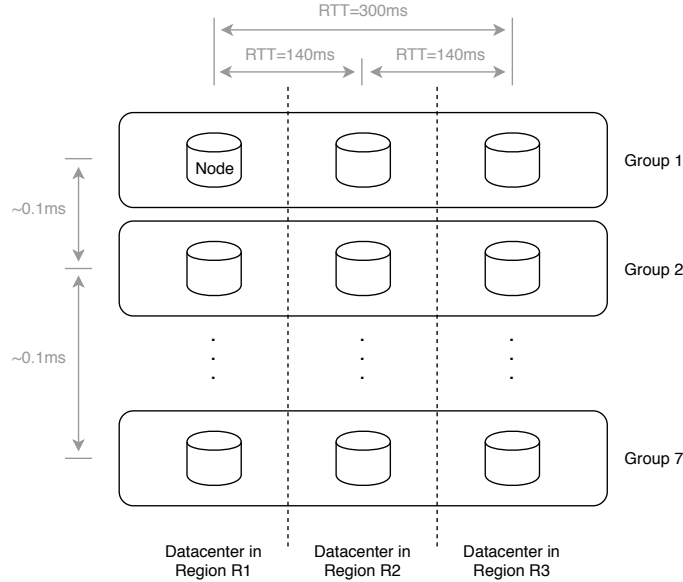 RTT=300ms
RTT=140ms
RTT=140ms
Node
Group 1
~0.1ms
Group 2
~0.1ms
Group 7
Datacenter in
Region R1
Datacenter in
Region R2
Datacenter in
Region R3